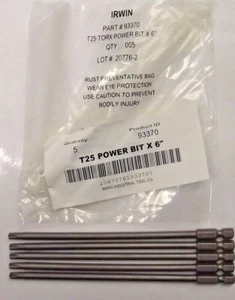 IRWIN
PART # 93370
T25 TORX POWER BIT X 6"
QTY 005
LOT # 20776-2
RUST PREVENTATIVE BAG
WEAR EYE PROTECTION
USE CAUTION TO PREVENT
BODILY INJURY
Quantity Product ID
5 93370
T25 POWER BIT X 6"